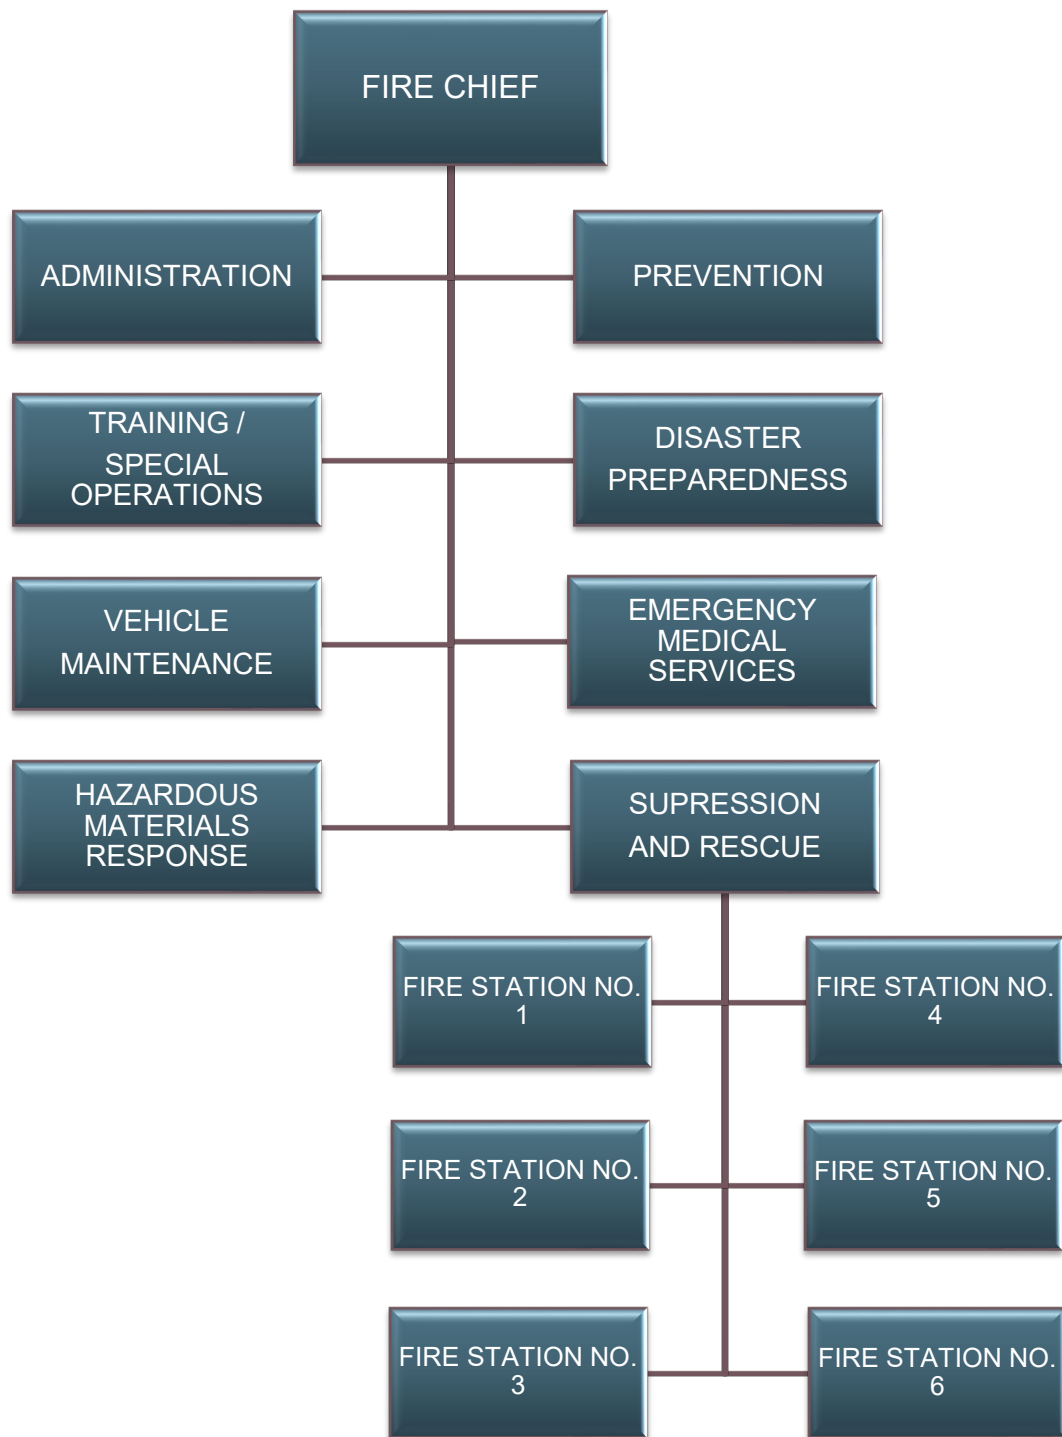 FIRE CHIEF
ADMINISTRATION
PREVENTION
TRAINING /
SPECIAL
OPERATIONS
DISASTER
PREPAREDNESS
VEHICLE
MAINTENANCE
EMERGENCY
MEDICAL
SERVICES
HAZARDOUS
MATERIALS
RESPONSE
SUPRESSION
AND RESCUE
FIRE STATION NO.
1
FIRE STATION NO.
4
FIRE STATION NO.
2
FIRE STATION NO.
5
FIRE STATION NO.
3
FIRE STATION NO.
6